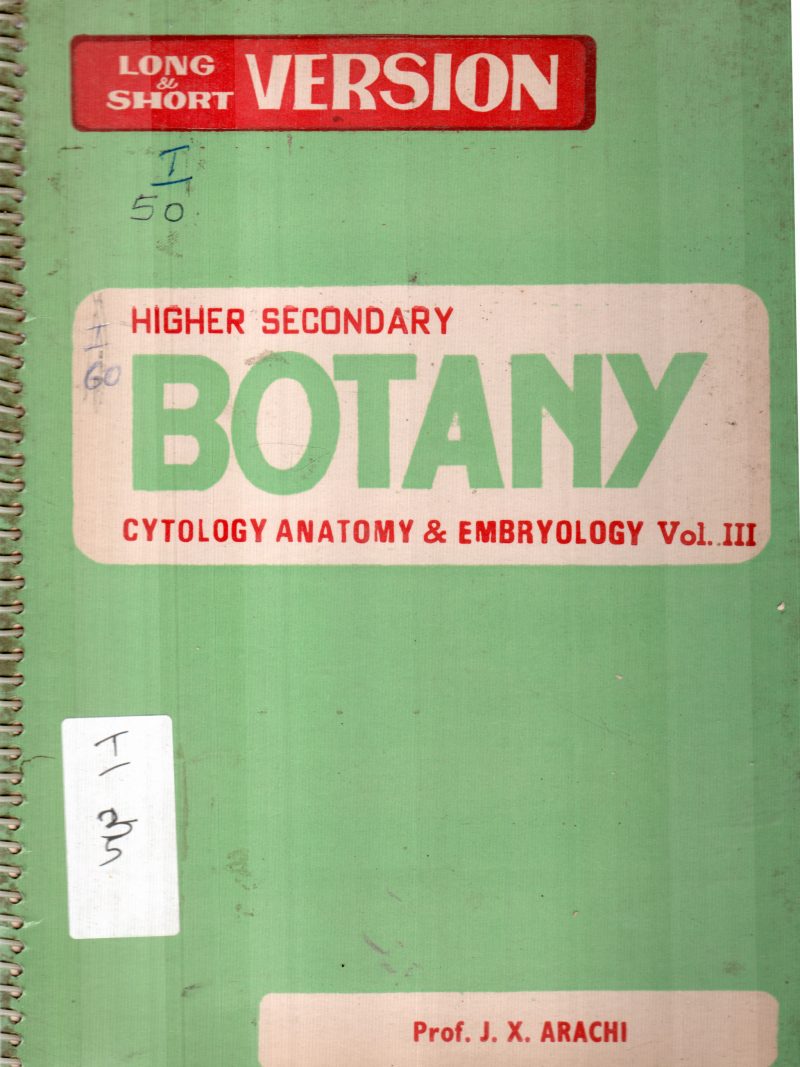 LONG
&
SHORT VERSION
I
50
HIGHER SECONDARY
I
60
BOTANY
CYTOLOGY ANATOMY & EMBRYOLOGY Vol..III
I
Prof. J. X. ARACHI